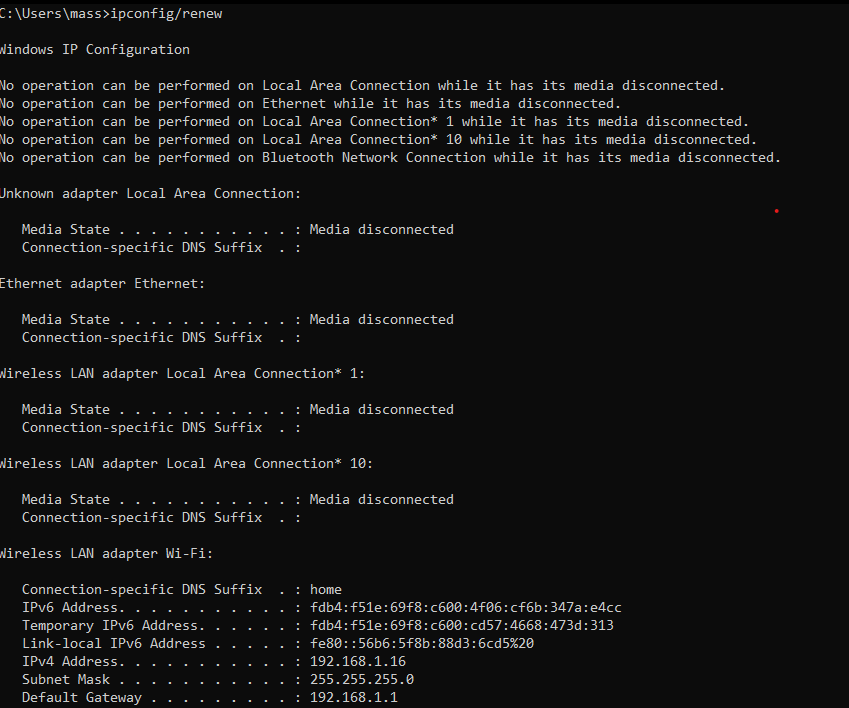 C:\Users\mass>ipconfig/renew
Windows IP Configuration
No operation can be performed on Local Area Connection while it has its media disconnected.
No operation can be performed on Ethernet while it has its media disconnected.
No operation can be performed on Local Area Connection* 1 while it has its media disconnected.
No operation can be performed on Local Area Connection* 10 while it has its media disconnected.
No operation can be performed on Bluetooth Network Connection while it has its media disconnected.
Unknown adapter Local Area Connection:
Media State . . . . . . . . . . . : Media disconnected
Connection-specific DNS Suffix  . :
Ethernet adapter Ethernet:
Media State . . . . . . . . . . . : Media disconnected
Connection-specific DNS Suffix  . :
Wireless LAN adapter Local Area Connection* 1:
Media State . . . . . . . . . . . : Media disconnected
Connection-specific DNS Suffix  . :
Wireless LAN adapter Local Area Connection* 10:
Media State . . . . . . . . . . . : Media disconnected
Connection-specific DNS Suffix  . :
Wireless LAN adapter Wi-Fi:
Connection-specific DNS Suffix  . : home
IPv6 Address. . . . . . . . . . . : fdb4:f51e:69f8:c600:4f06:cf6b:347a:e4cc
Temporary IPv6 Address. . . . . . : fdb4:f51e:69f8:c600:cd57:4668:473d:313
Link-local IPv6 Address . . . . . : fe80::56b6:5f8b:88d3:6cd5%20
IPv4 Address. . . . . . . . . . . : 192.168.1.16
Subnet Mask . . . . . . . . . . . : 255.255.255.0
Default Gateway . . . . . . . . . : 192.168.1.1